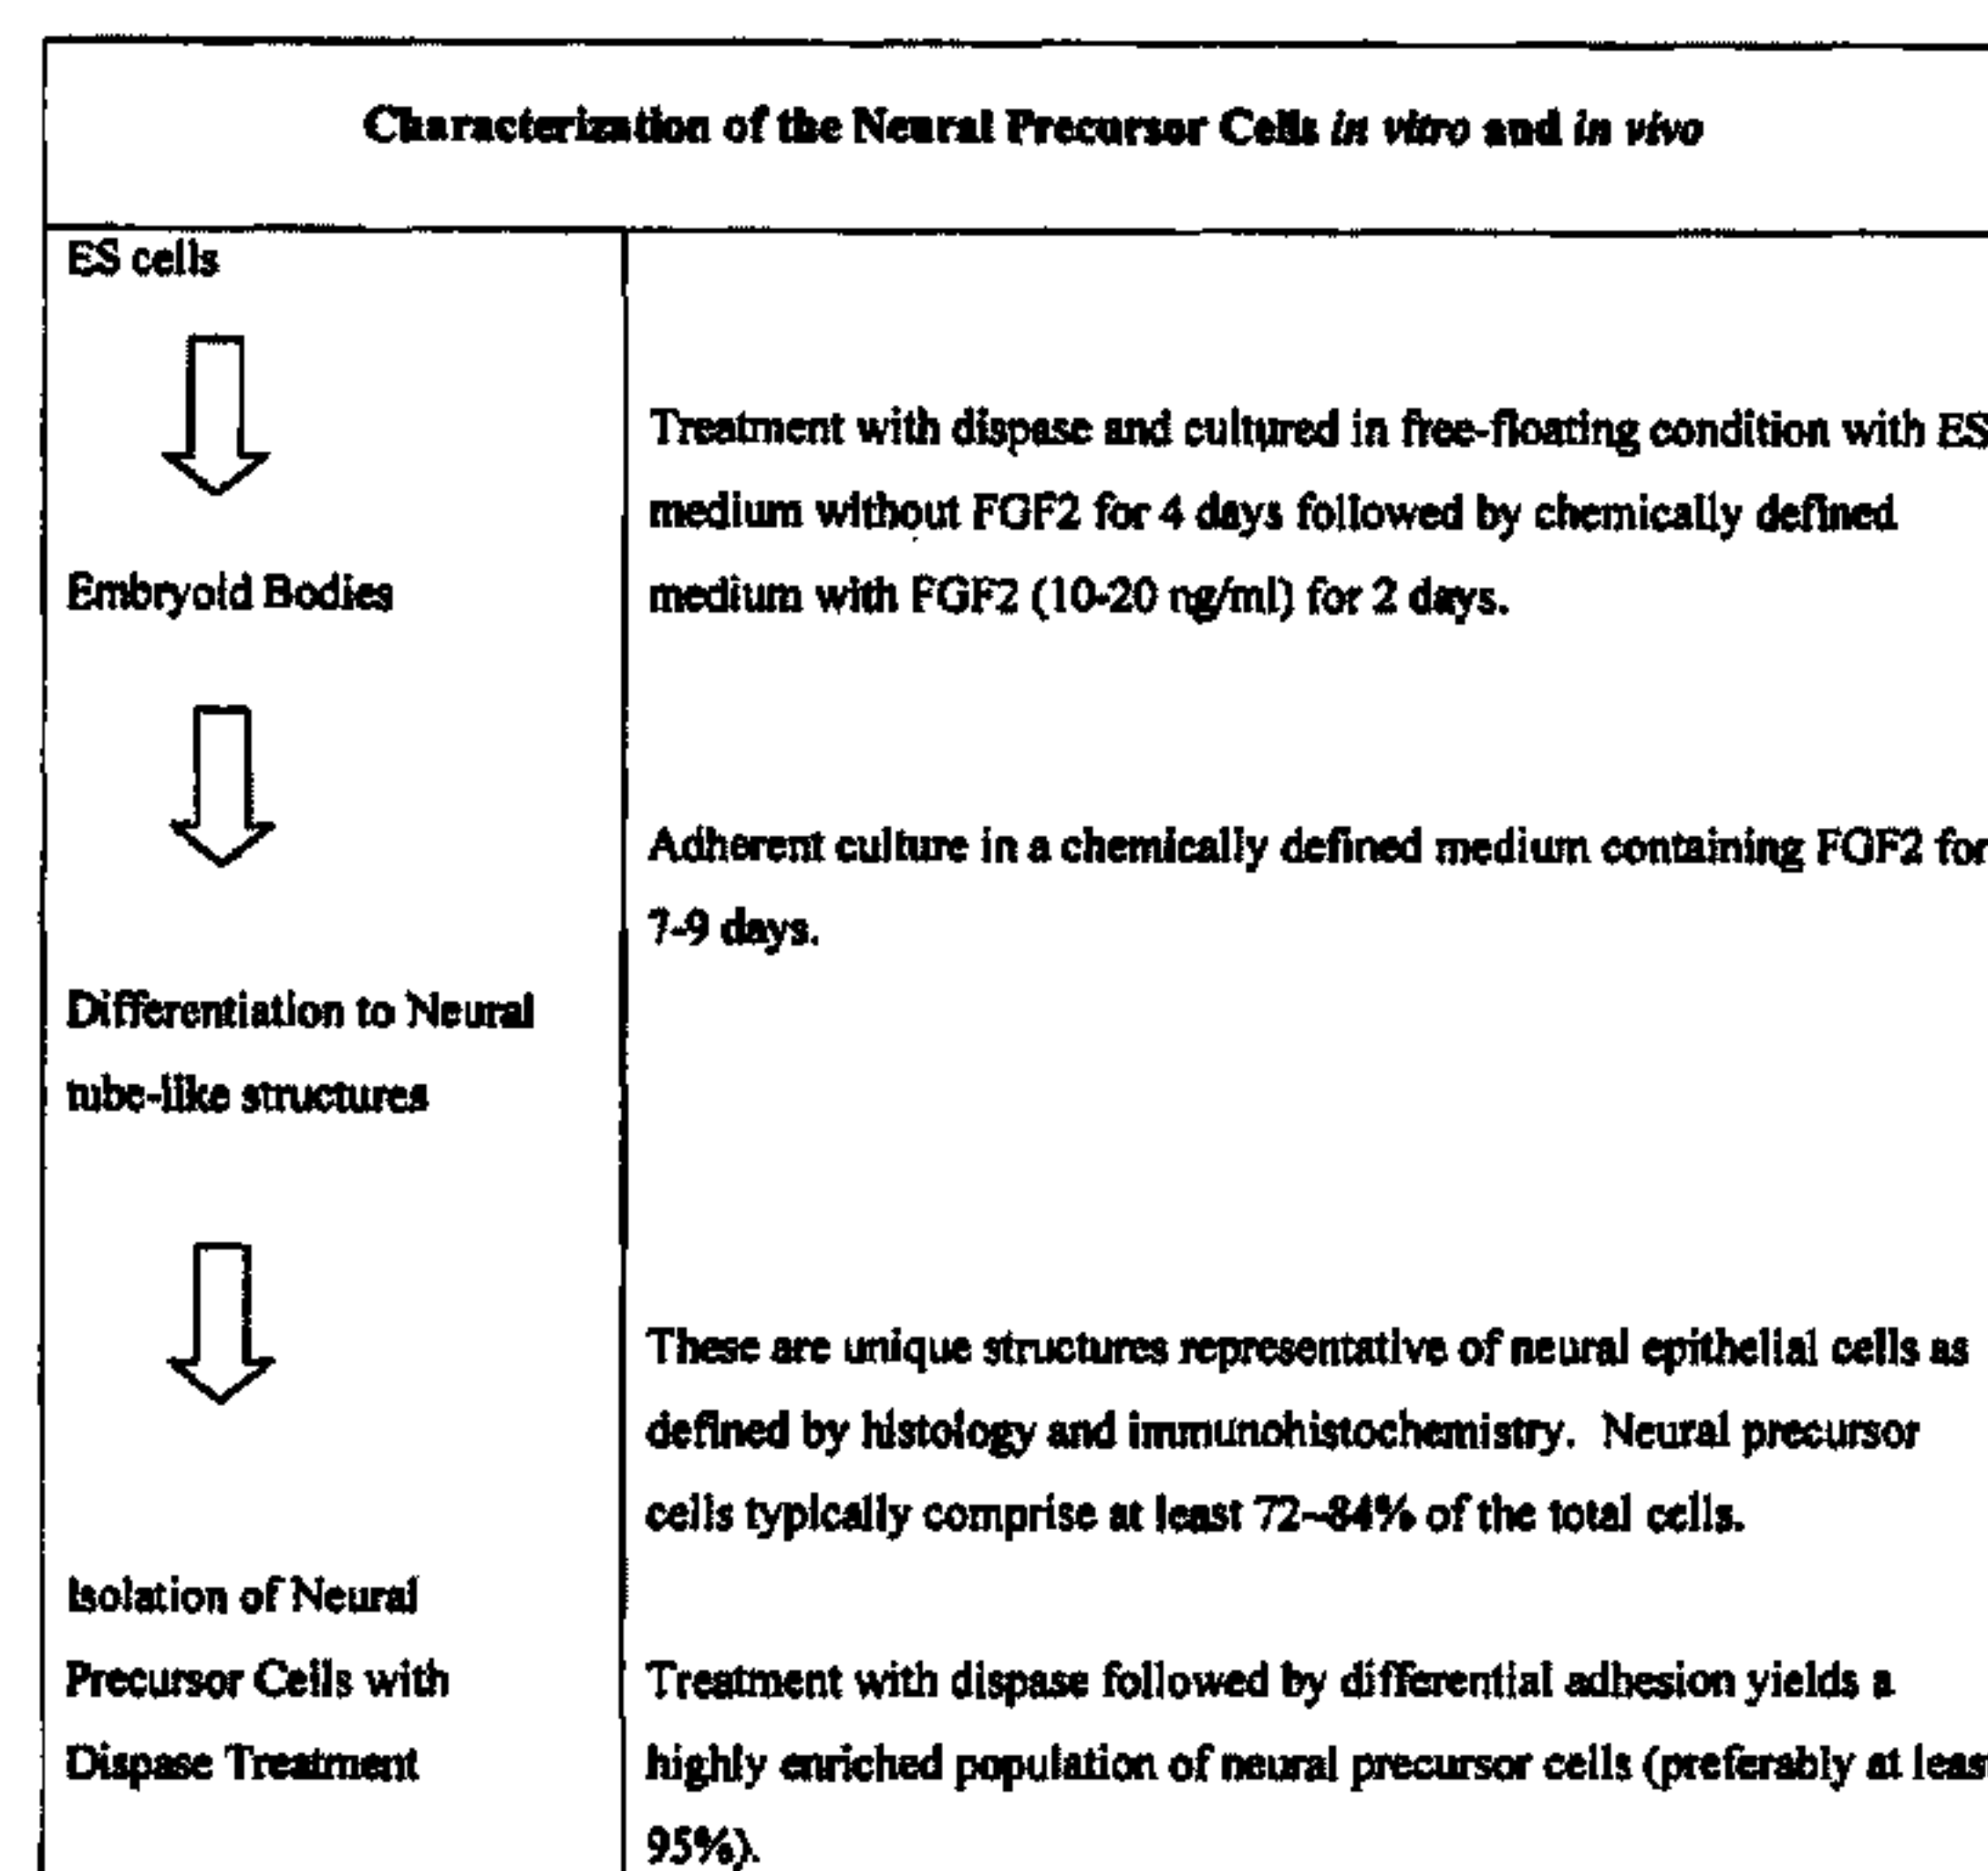 Characterization of the Neural Precursor Cells in vitro and in vivo
ES cells
Treatment with dispase and cultured in free-floating condition with ES
medium without FGF2 for 4 days followed by chemically defined
Embryoid Bodies
medium with FGF2 (10-20 ng/ml) for 2 days.
Adherent culture in a chemically defined medium containing FGF2 for
7-9 days.
Differentiation to Neural
tube-like structures
These are unique structures representative of neural epithelial cells as
defined by histology and immunohistochemistry. Neural precursor
cells typically comprise at least 72–84% of the total cells.
Isolation of Neural
Precursor Cells with
Treatment with dispase followed by differential adhesion yields a
Dispase Treatment
highly enriched population of neural precursor cells (preferably at least
95%).